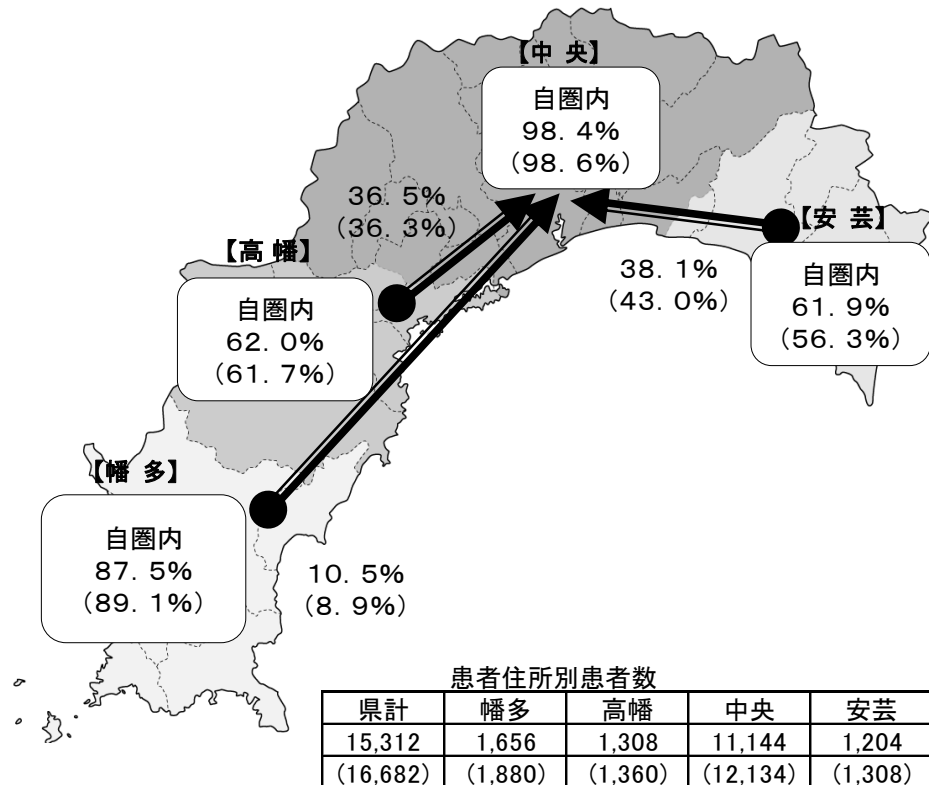 【中 央】
自圏内
98.4%
(98.6%)
36.5%
(36.3%)
【高 幡】
自圏内
62.0%
(61.7%)
【安 芸】
自圏内
61.9%
(56.3%)
38.1%
(43.0%)
【幡 多】
自圏内
87.5%
(89.1%)
10.5%
(8.9%)
患者住所別患者数
県計 幡多 高幡 中央 安芸
15,312 1,656 1,308 11,144 1,204
(16,682) (1,880) (1,360) (12,134) (1,308)